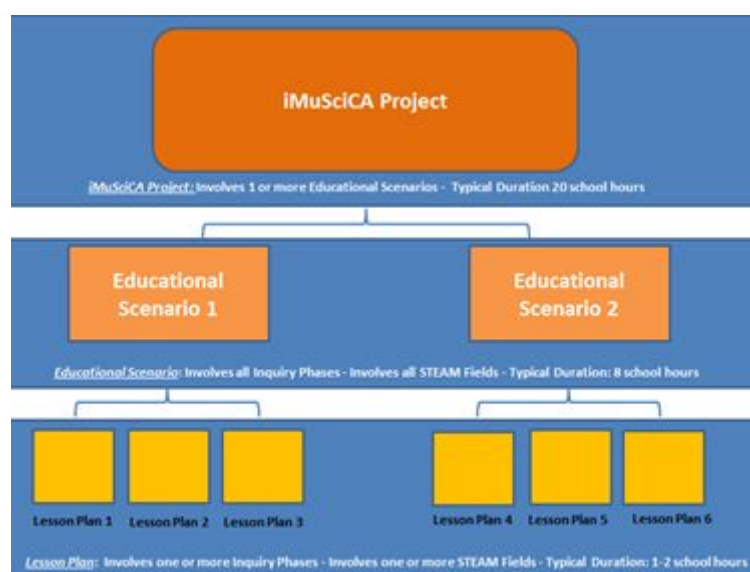 iMuSciCA Project
iMuSciCA Project: Involves 1 or more Educational Scenarios - Typical Duration 20 school hours
Educational
Scenario 1
Educational
Scenario 2
Educational Scenario: Involves all Inquiry Phases - Involves all STEAM Fields - Typical Duration: 8 school hours
Lesson Plan 1
Lesson Plan 2
Lesson Plan 3
Lesson Plan 4
Lesson Plan 5
Lesson Plan 6
Lesson Plan: Involves one or more Inquiry Phases - Involves one or more STEAM Fields - Typical Duration: 1-2 school hours